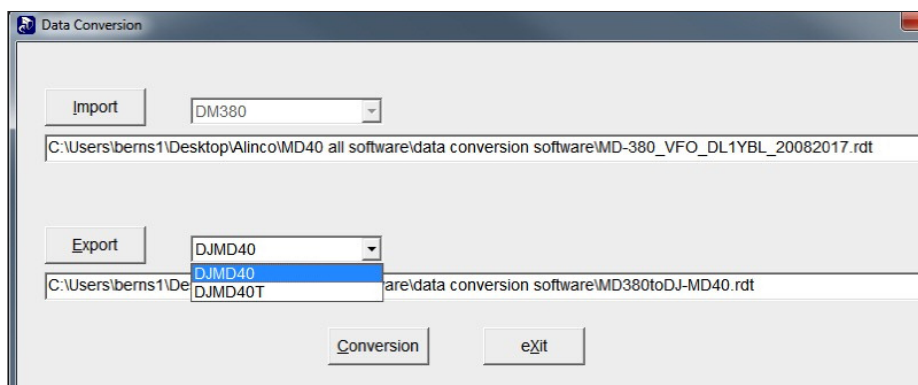 Data Conversion
Import
DM380
C:\Users\berns1\Desktop\Alinco\MD40 all software\data conversion software\MD-380_VFO_DL1YBL_20082017.rdt
Export
DJMD40
DJMD40
C:\Users\berns1\De are\data conversion software\MD380toDJ-MD40.rdt
DJMD40T
Conversion eXit